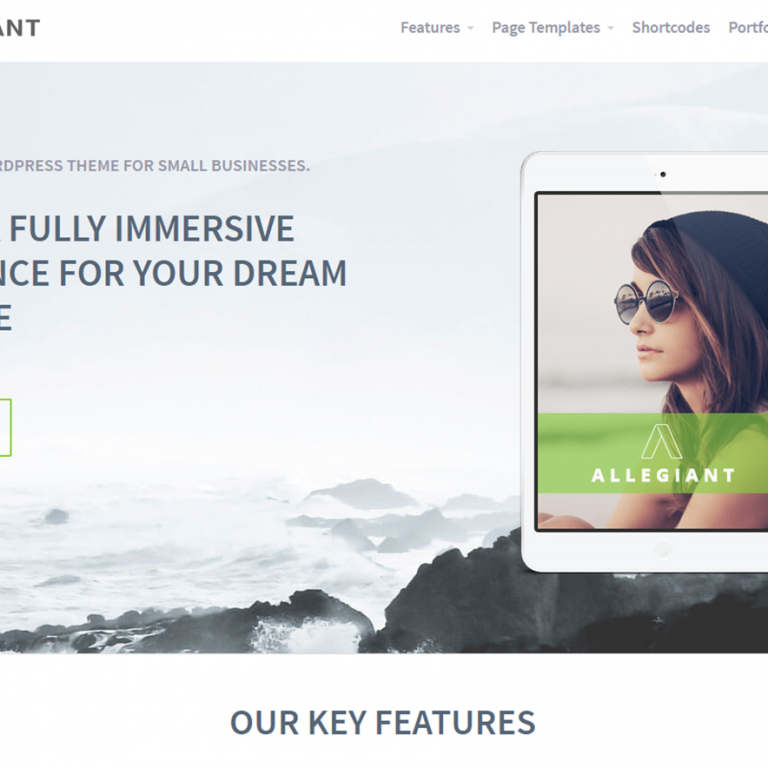 ANT
Features
Page Templates
Shortcodes
Portfo
RDPRESS THEME FOR SMALL BUSINESSES.
FULLY IMMERSIVE
NCE FOR YOUR DREAM
E
ALLEGIANT
OUR KEY FEATURES